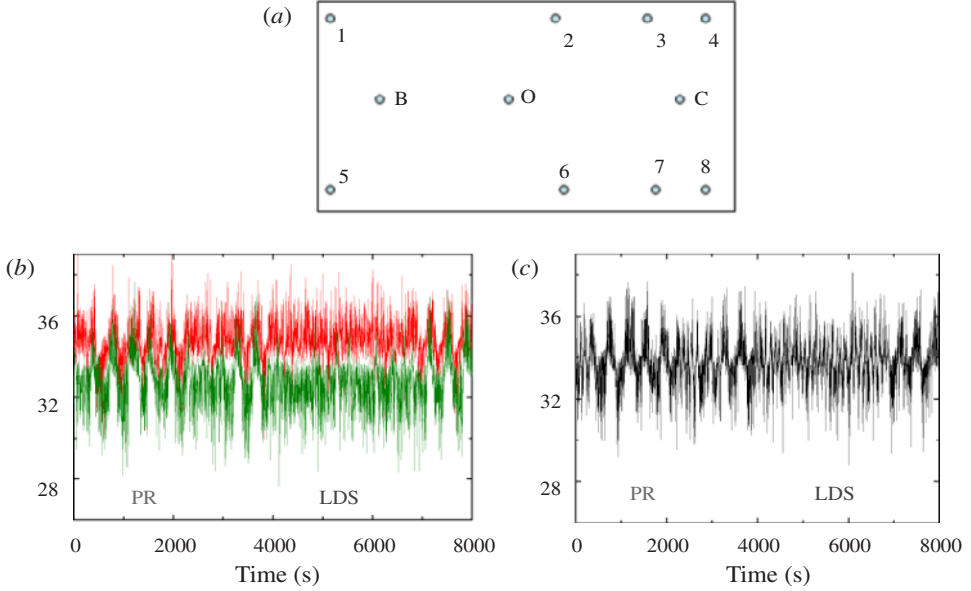 (a)
1 2 3 4
B O C
5 6 7 8
(b) (c)
36 36
32 32
28 28
PR LDS PR LDS
0 2000 4000 6000 8000 0 2000 4000 6000 8000
Time (s) Time (s)